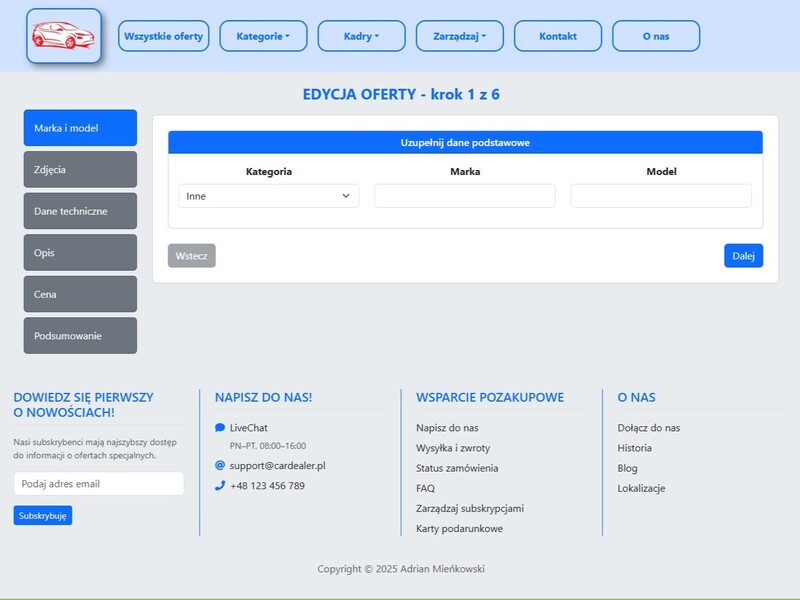 Wszystkie oferty
Kategorie
Kadry
Zarządzaj
Kontakt
O nas
EDYCJA OFERTY - krok 1 z 6
Marka i model
Zdjęcia
Dane techniczne
Opis
Cena
Podsumowanie
Uzupełnij dane podstawowe
Kategoria
Marka
Model
Inne
Wstecz
Dalej
DOWIEDZ SIĘ PIERWSZY
O NOWOŚCIACH!
Nasi subskrybenci mają najszybszy dostęp
do informacji o ofertach specjalnych.
Podaj adres email
Subskrybuję
NAPISZ DO NAS!
LiveChat
PN–PT. 08:00–16:00
support@cardealer.pl
+48 123 456 789
WSPARCIE POZAKUPOWE
Napisz do nas
Wysyłka i zwroty
Status zamówienia
FAQ
Zarządzaj subskrypcjami
Karty podarunkowe
O NAS
Dołącz do nas
Historia
Blog
Lokalizacje
Copyright © 2025 Adrian Mieńkowski